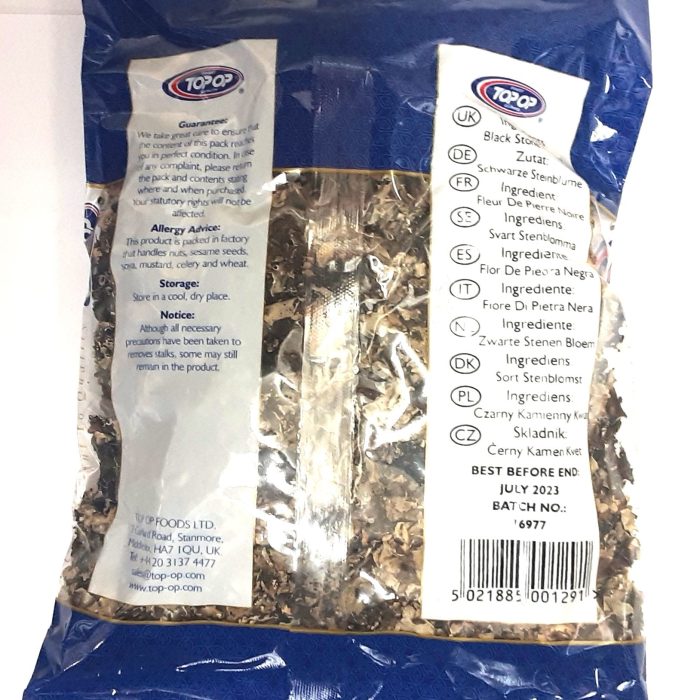 TOP OP
Guarantee:
We take great care to ensure that
the content of this pack reaches
you in perfect condition. In case
of any complaint, please return
the pack and contents stating
where and when purchased.
Your statutory rights will not be
affected.
Allergy Advice:
This product is packed in factory
that handles nuts, sesame seeds,
soya, mustard, celery and wheat.
Storage:
Store in a cool, dry place.
Notice:
Although all necessary
precautions have been taken to
removes stalks, some may still
remain in the product.
TOP OP FOODS LTD.
Road, Stanmore,
HA7 1QU, UK
Tel +44 20 3137 4477
sales@top-op.com
www.top-op.com
TOP OP
UK
Black
DE Zutat:
Schwarze Steinblume
FR Ingredient
Fleur De Pierre Noire
SE Ingrediens
Svart Stenblomma
ES Ingrediente
Flor De Piedra Negra
IT Ingrediente:
Fiore Di Pietra Nera
Ingrediente:
Zwarte Stenen Bloem
DK Ingrediens:
Sort Stenblomst
PL Ingrediens:
Czarny Kamienny
CZ Skladnik:
Černy Kamen Kvet
BEST BEFORE END:
JULY 2023
BATCH NO.:
16977
5 021885 001291 >